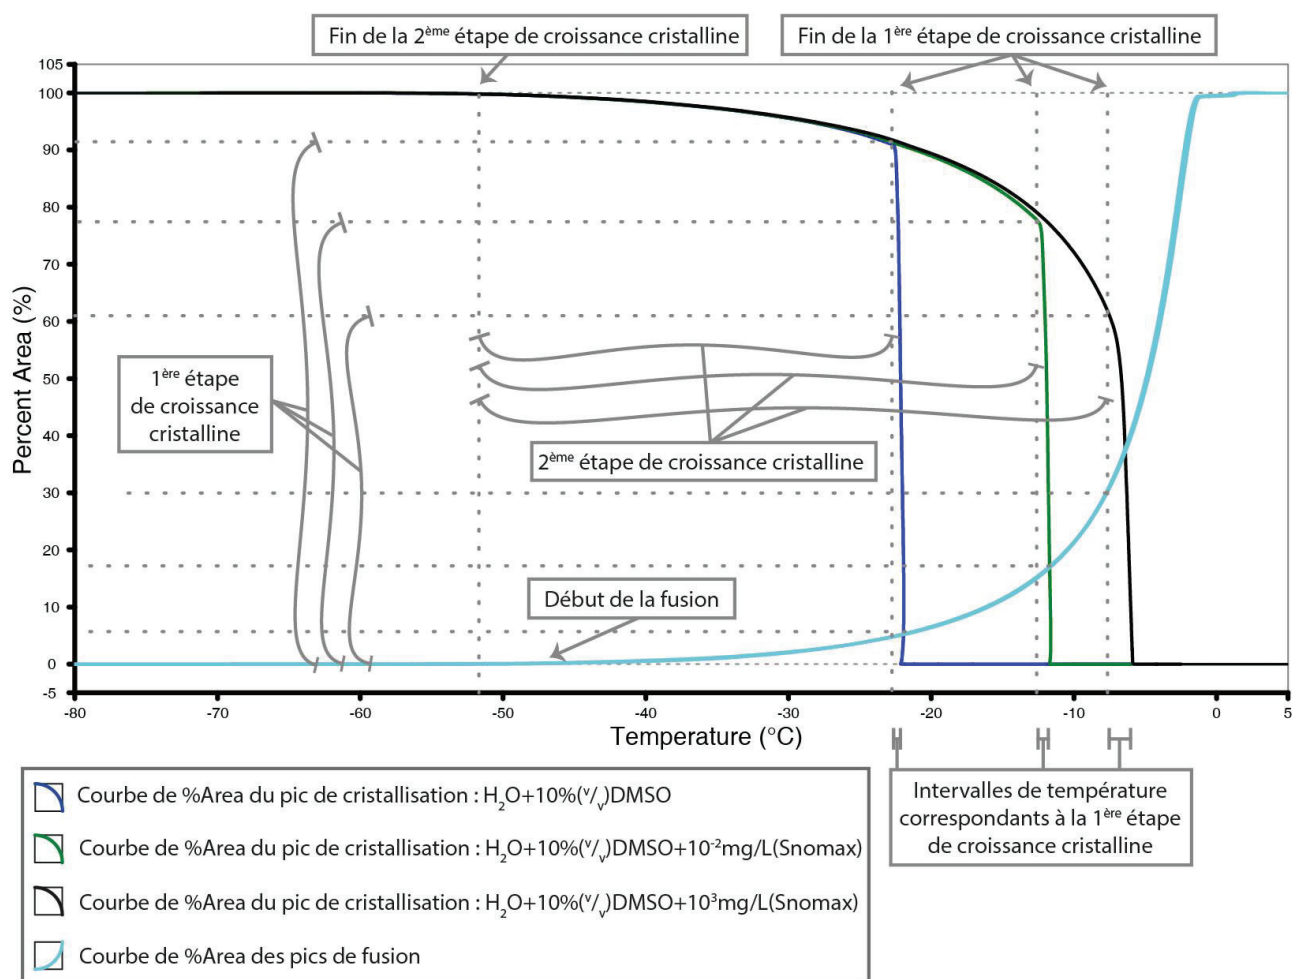 Fin de la 2ème étape de croissance cristalline
Fin de la 1ère étape de croissance cristalline
105
100
90
80
70
60
50
40
30
20
10
0
-5
Percent Area (%)
1ère étape
de croissance
cristalline
2ème étape de croissance cristalline
Début de la fusion
-80
-70
-60
-50
-40
-30
-20
-10
0
5
Temperature (°C)
Intervalles de température
correspondants à la 1ère étape
de croissance cristalline
Courbe de %Area du pic de cristallisation : H2O+10%(v/v)DMSO
Courbe de %Area du pic de cristallisation : H2O+10%(v/v)DMSO+10-2mg/L(Snomax)
Courbe de %Area du pic de cristallisation : H2O+10%(v/v)DMSO+103mg/L(Snomax)
Courbe de %Area des pics de fusion